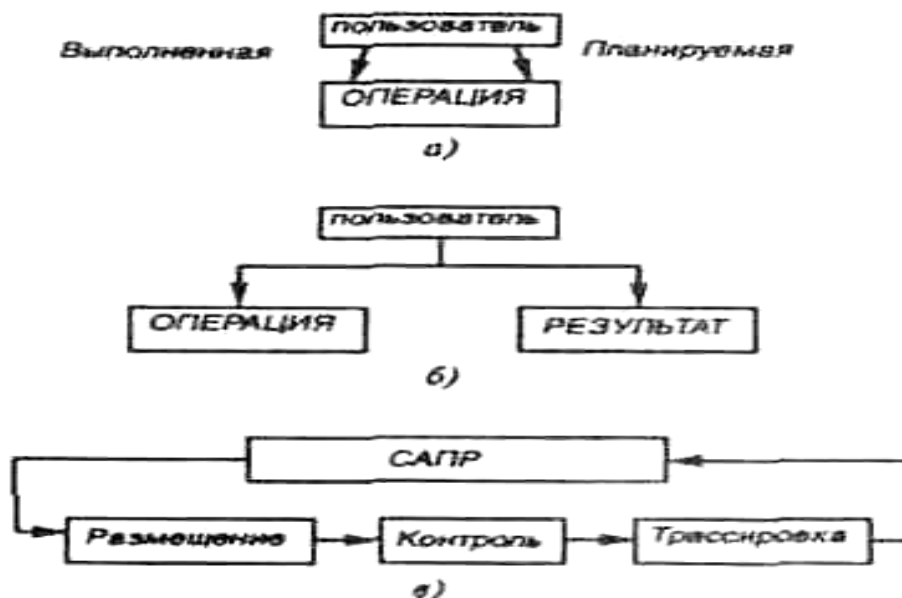 пользователь
Выполненная Планируемая
ОПЕРАЦИЯ
а)
пользователь
ОПЕРАЦИЯ РЕЗУЛЬТАТ
б)
САПР
Размещение Контроль Трассировка
в)